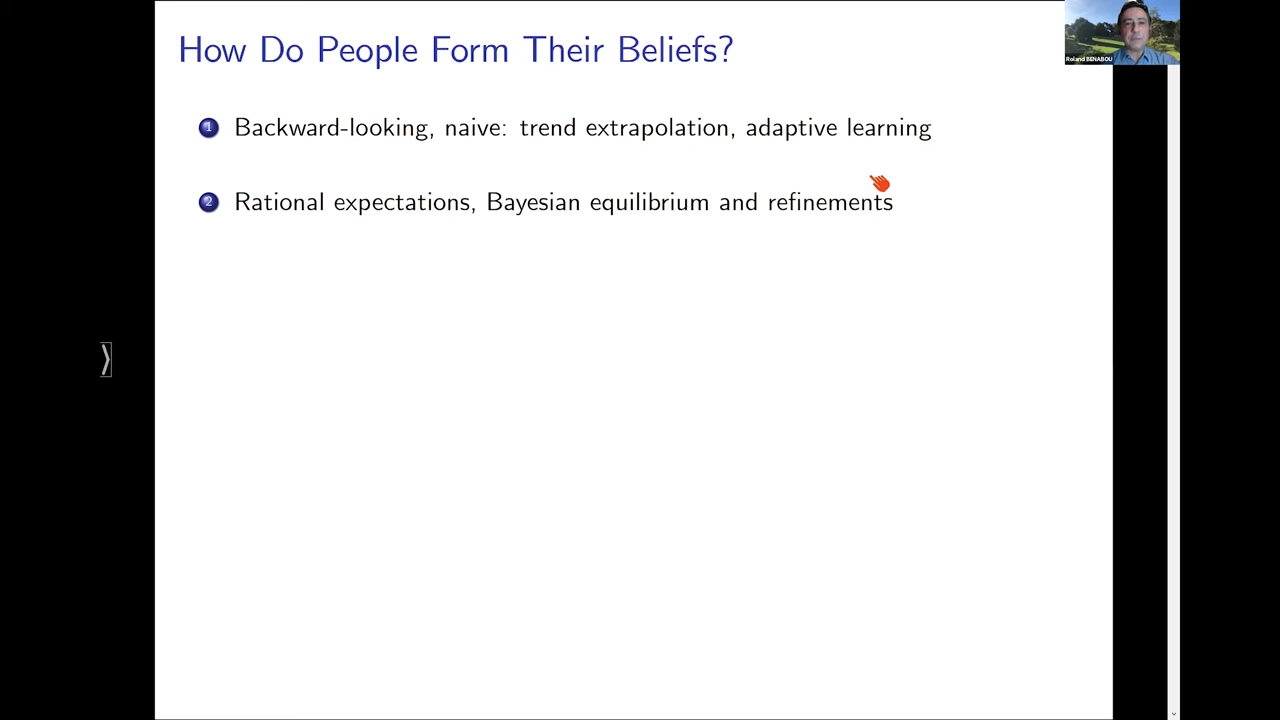 How Do People Form Their Beliefs?
1 Backward-looking, naive: trend extrapolation, adaptive learning
2 Rational expectations, Bayesian equilibrium and refinements
Roland BENABOU